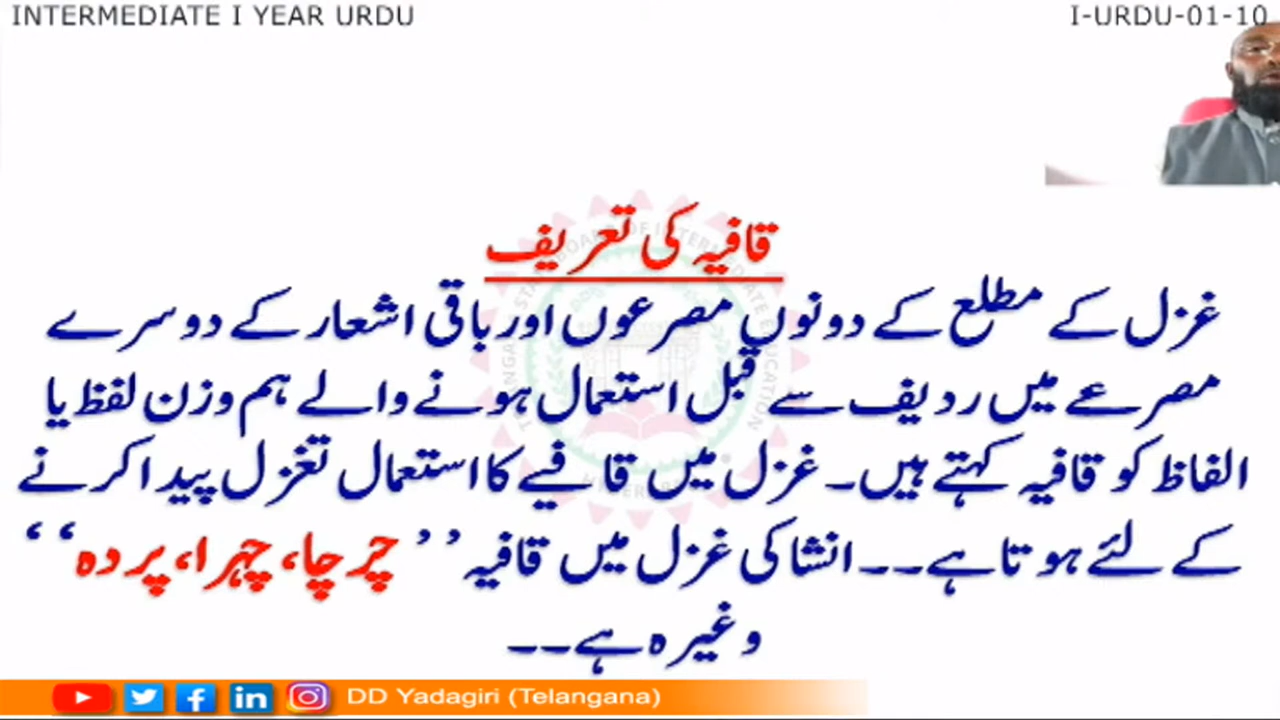 INTERMEDIATE I YEAR URDU
I-URDU-01-10
قافیہ کی تعریف
غزل کے مطلع کے دونوں مصرعوں اور باقی اشعار کے دوسرے
مصرعے میں ردیف سے قبل استعمال ہونے والے ہم وزن لفظ یا
الفاظ کو قافیہ کہتے ہیں۔ غزل میں قافیے کا استعمال تغزل پیدا کرنے
کے لئے ہوتا ہے۔۔۔ انشا کی غزل میں قافیہ ’’چرچا، چہرا، پردہ‘‘
وغیرہ ہے۔۔۔
DD Yadagiri (Telangana)